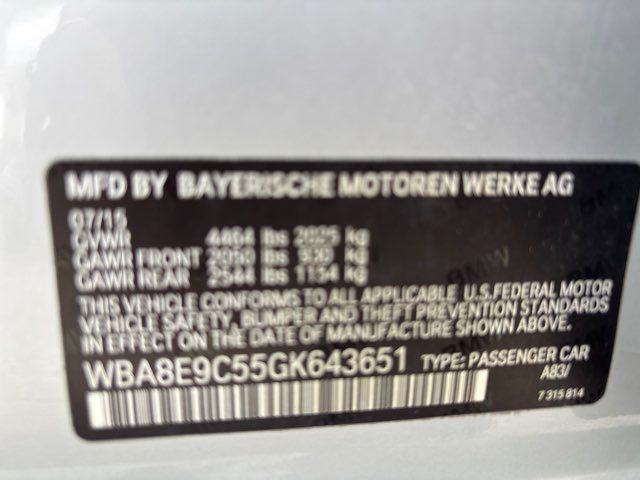 MFD BY BAYERISCHE MOTOREN WERKE AG
07/15
GVWR 4464 lbs 2025 kg
GAWR FRONT 2050 lbs 930 kg
GAWR REAR 2544 lbs 1154 kg
THIS VEHICLE CONFORMS TO ALL APPLICABLE U.S. FEDERAL MOTOR
VEHICLE SAFETY, BUMPER AND THEFT PREVENTION STANDARDS
IN EFFECT ON THE DATE OF MANUFACTURE SHOWN ABOVE.
WBA8E9C55GK643651 TYPE: PASSENGER CAR
A83/
7 315 814